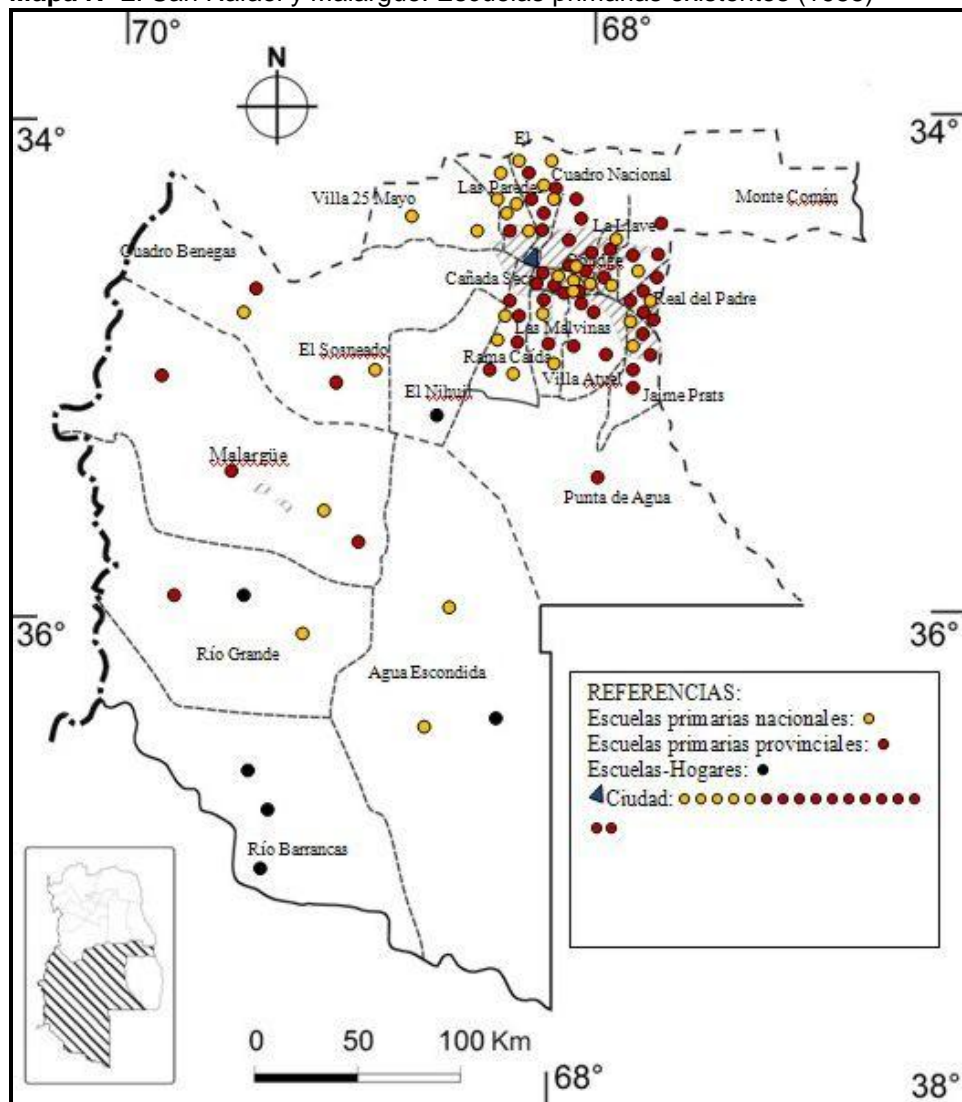 70°
68°
N
34°
34°
El
Cuadro Nacional
Las Paredes
Villa 25 Mayo
Monte Comán
La Llave
Cuadro Benegas
Cañada Seca
Real del Padre
Las Malvinas
El Sosneado
Rama Caída
Villa Atuel
El Nihuil
Jaime Prats
Malargüe
Punta de Agua
36°
36°
Río Grande
Agua Escondida
REFERENCIAS:
Escuelas primarias nacionales:
Escuelas primarias provinciales:
Escuelas-Hogares:
Ciudad:
Río Barrancas
0 50 100 Km
68°
38°